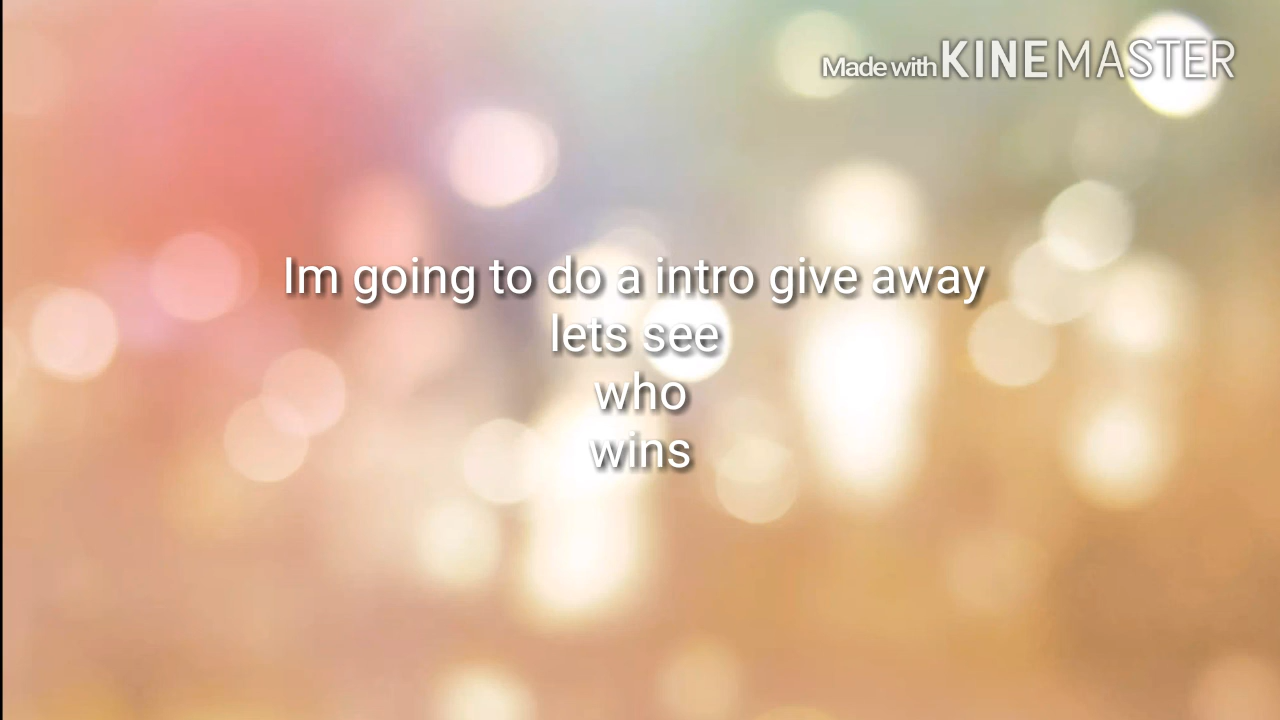 Made with KINEMASTER
Im going to do a intro give away
lets see
who
wins